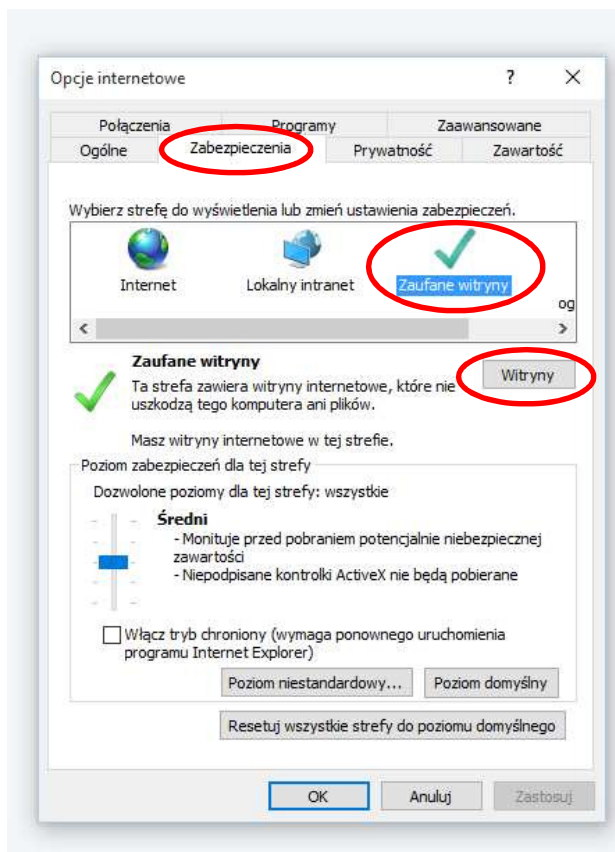 Opcje internetowe ?
Połączenia Programy Zaawansowane
Ogólne Zabezpieczenia Prywatność Zawartość
Wybierz strefę do wyświetlenia lub zmień ustawienia zabezpieczeń.
Internet Lokalny intranet Zaufane witryny
og
Zaufane witryny
Witryny
Ta strefa zawiera witryny internetowe, które nie
uszkodzą tego komputera ani plików.
Masz witryny internetowe w tej strefie.
Poziom zabezpieczeń dla tej strefy
Dozwolone poziomy dla tej strefy: wszystkie
Średni
- Monituje przed pobraniem potencjalnie niebezpiecznej
zawartości
- Niepodpisane kontrolki ActiveX nie będą pobierane
Włącz tryb chroniony (wymaga ponownego uruchomienia
programu Internet Explorer)
Poziom niestandardowy... Poziom domyślny
Resetuj wszystkie strefy do poziomu domyślnego
OK Anuluj Zastosuj